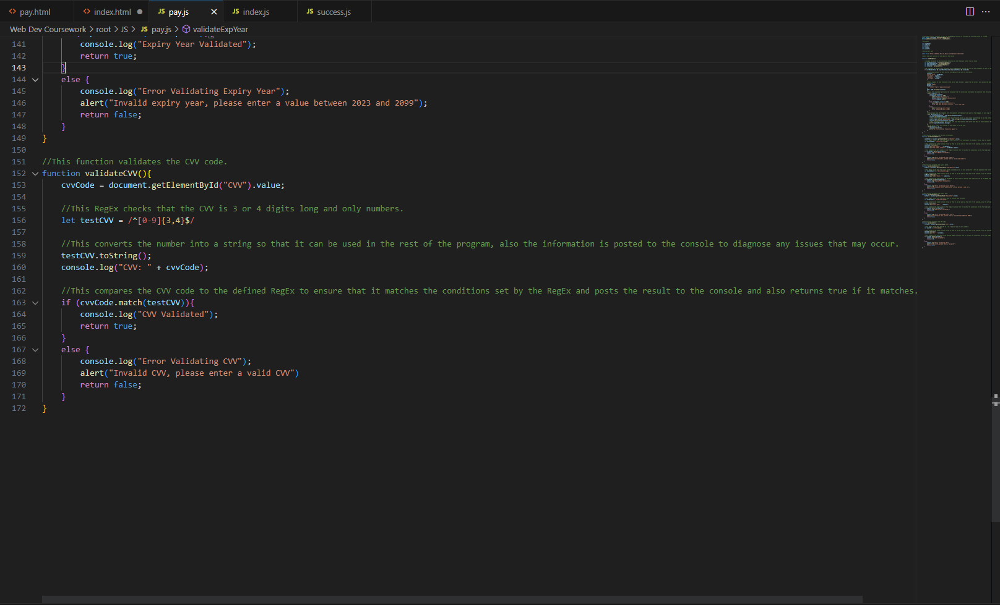 pay.html index.html JS pay.js JS index.js JS success.js
Web Dev Coursework > root > JS > JS pay.js > validateExpYear
141 console.log("Expiry Year Validated");
142 return true;
143 }
144 else {
145 console.log("Error Validating Expiry Year");
146 alert("Invalid expiry year, please enter a value between 2023 and 2099");
147 return false;
148 }
149 }
150
151 //This function validates the CVV code.
152 function validateCVV(){
153 cvvCode = document.getElementById("CVV").value;
154
155 //This RegEx checks that the CVV is 3 or 4 digits long and only numbers.
156 let testCVV = /^[0-9]{3,4}$/
157
158 //This converts the number into a string so that it can be used in the rest of the program, also the information is posted to the console to diagnose any issues that may occur.
159 testCVV.toString();
160 console.log("CVV: " + cvvCode);
161
162 //This compares the CVV code to the defined RegEx to ensure that it matches the conditions set by the RegEx and posts the result to the console and also returns true if it matches.
163 if (cvvCode.match(testCVV)){
164 console.log("CVV Validated");
165 return true;
166 }
167 else {
168 console.log("Error Validating CVV");
169 alert("Invalid CVV, please enter a valid CVV")
170 return false;
171 }
172 }